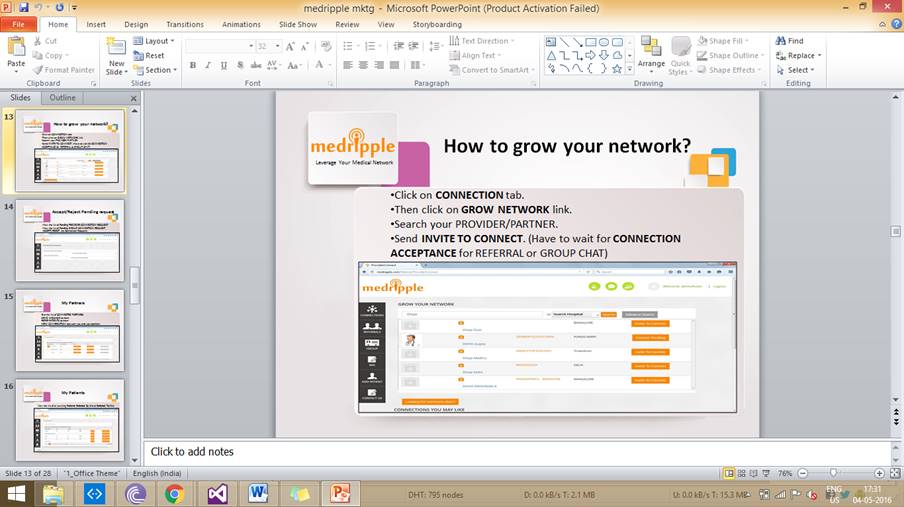 medripple mktg - Microsoft PowerPoint (Product Activation Failed)
File Home Insert Design Transitions Animations Slide Show Review View Storyboarding
Paste
Cut
Copy
Format Painter
Clipboard
New Slide
Layout
Reset
Section
Slides
32
Font
Text Direction
Align Text
Convert to SmartArt
Paragraph
Arrange
Quick Styles
Shape Fill
Shape Outline
Shape Effects
Drawing
Find
Replace
Select
Editing
Slides Outline
13
How to grow your network?
14
Accept/Reject Pending request
15
My Partners
16
My Patients
medripple
Leverage Your Medical Network
How to grow your network?
•Click on CONNECTION tab.
•Then click on GROW NETWORK link.
•Search your PROVIDER/PARTNER.
•Send INVITE TO CONNECT. (Have to wait for CONNECTION
ACCEPTANCE for REFERRAL or GROUP CHAT)
medripple
GROW YOUR NETWORK
Search Hospital
CONNECTIONS YOU MAY LIKE
Click to add notes
Slide 13 of 28 "1_Office Theme" English (India) 76%
DHT: 795 nodes D: 0.0 kB/s T: 2.1 MB U: 0.0 kB/s T: 15.3 MB
ENG
US
17:31
04-05-2016